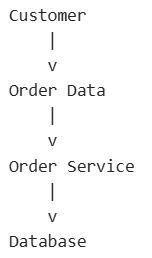 Customer
|
v
Order Data
|
v
Order Service
|
v
Database